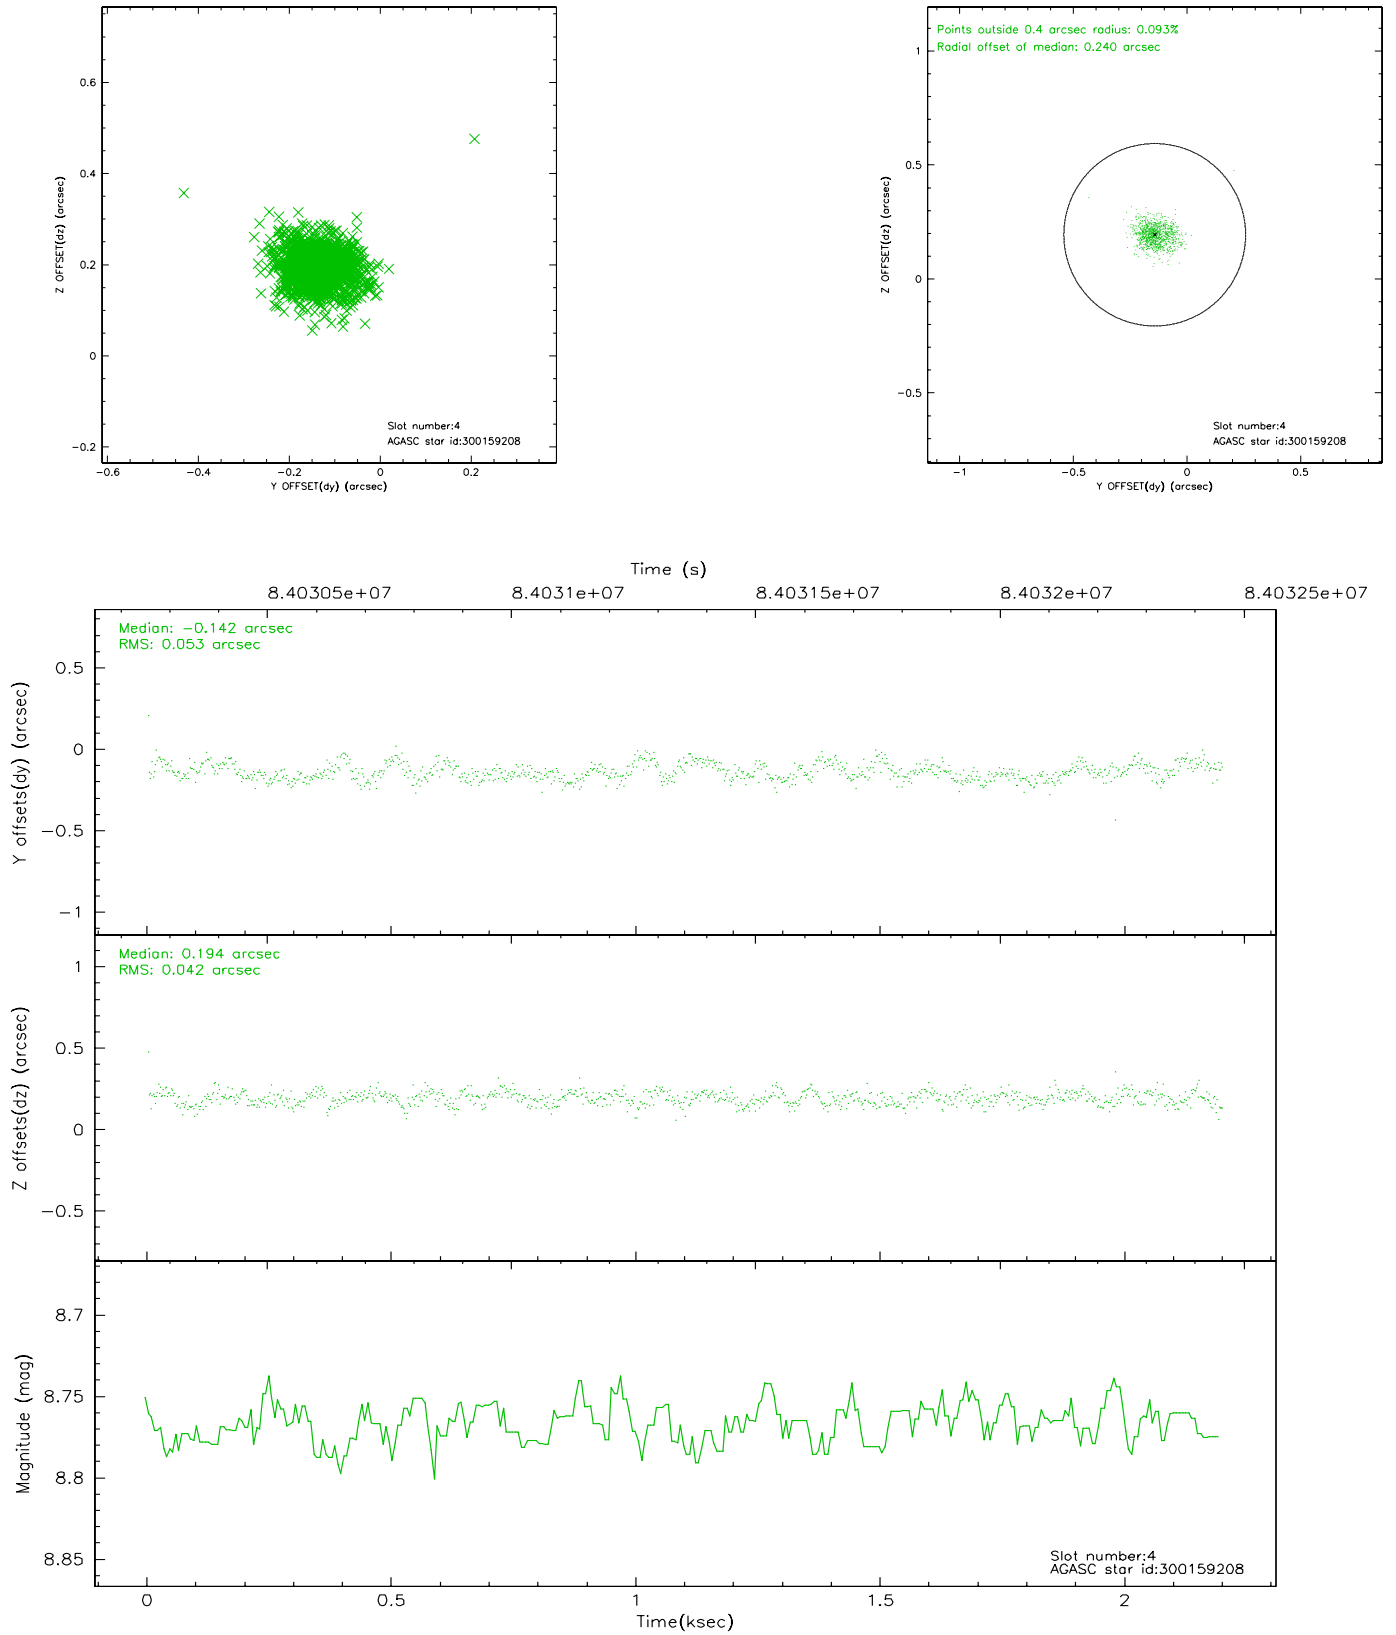 0.6
0.4
0.2
0
−0.2
Z OFFSET(dz) (arcsec)
Slot number:4
AGASC star id:300159208
−0.6 −0.4 −0.2 0 0.2
Y OFFSET(dy) (arcsec)
Points outside 0.4 arcsec radius: 0.093%
Radial offset of median: 0.240 arcsec
1
0.5
0
−0.5
Z OFFSET(dz) (arcsec)
Slot number:4
AGASC star id:300159208
−1 −0.5 0 0.5
Y OFFSET(dy) (arcsec)
Time (s)
8.40305e+07 8.4031e+07 8.40315e+07 8.4032e+07 8.40325e+07
Median: −0.142 arcsec
RMS: 0.053 arcsec
0.5
0
−0.5
−1
Y offsets(dy) (arcsec)
Median: 0.194 arcsec
RMS: 0.042 arcsec
1
0.5
0
−0.5
Z offsets(dz) (arcsec)
8.7
8.75
8.8
8.85
Magnitude (mag)
Slot number:4
AGASC star id:300159208
0 0.5 1 1.5 2
Time(ksec)